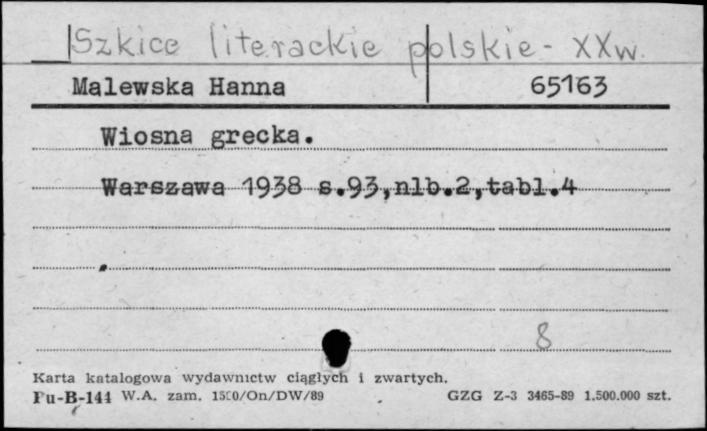 Szkice literackie polskie - XXw.
Malewska Hanna 65163
Wiosna grecka.
Warszawa 1938 s.93,nlb.2,tabl.4
8
Karta katalogowa wydawnictw ciągłych i zwartych.
Pu-B-144 W.A. zam. 1500/On/DW/89 GZG Z-3 3465-89 1.500.000 szt.